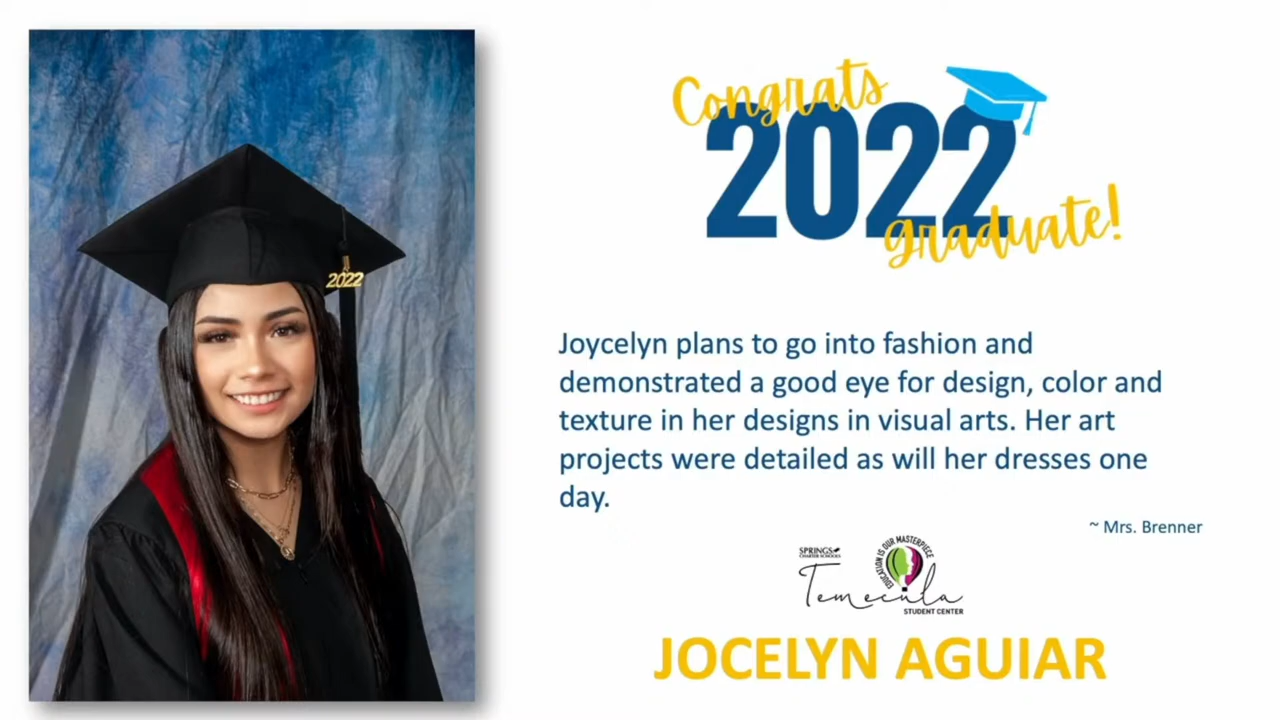 Congrats
2022
graduate!
2022
Joycelyn plans to go into fashion and
demonstrated a good eye for design, color and
texture in her designs in visual arts. Her art
projects were detailed as will her dresses one
day.
~ Mrs. Brenner
SPRINGS
CHARTER SCHOOLS
EDUCATION IS OUR MASTERPIECE
Temecula
STUDENT CENTER
JOCELYN AGUIAR